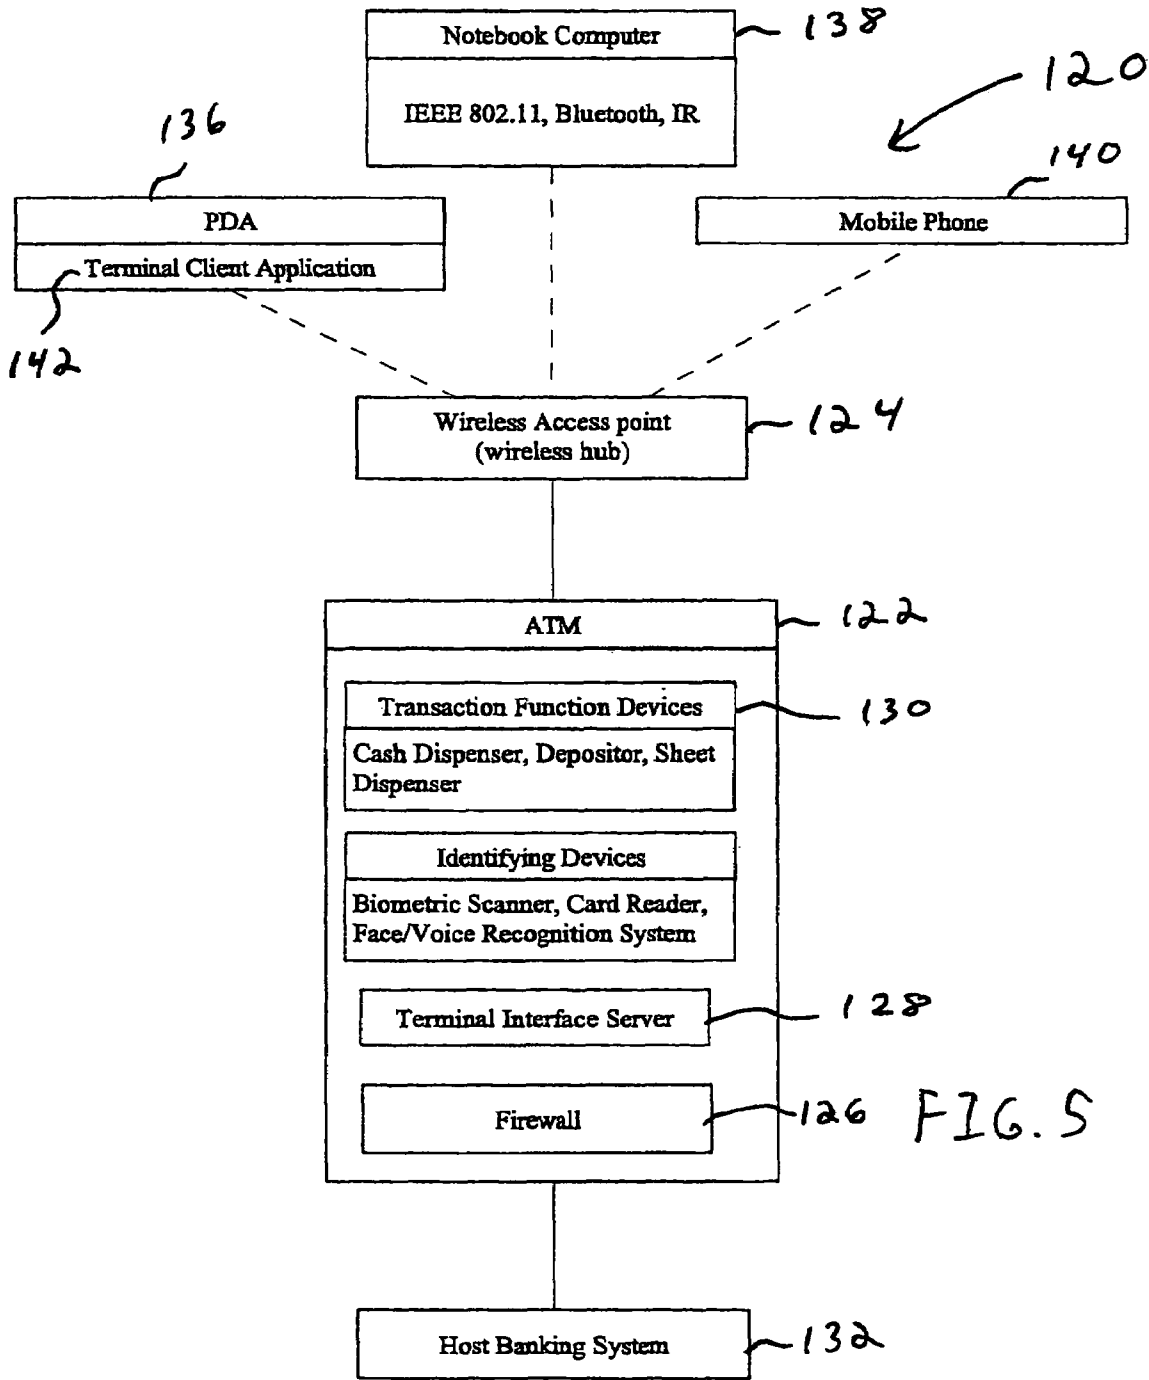 Notebook Computer
138
IEEE 802.11, Bluetooth, IR
120
136
140
PDA
Mobile Phone
Terminal Client Application
142
Wireless Access point
(wireless hub)
124
ATM
122
Transaction Function Devices
130
Cash Dispenser, Depositor, Sheet
Dispenser
Identifying Devices
Biometric Scanner, Card Reader,
Face/Voice Recognition System
Terminal Interface Server
128
Firewall
126
FIG. 5
Host Banking System
132